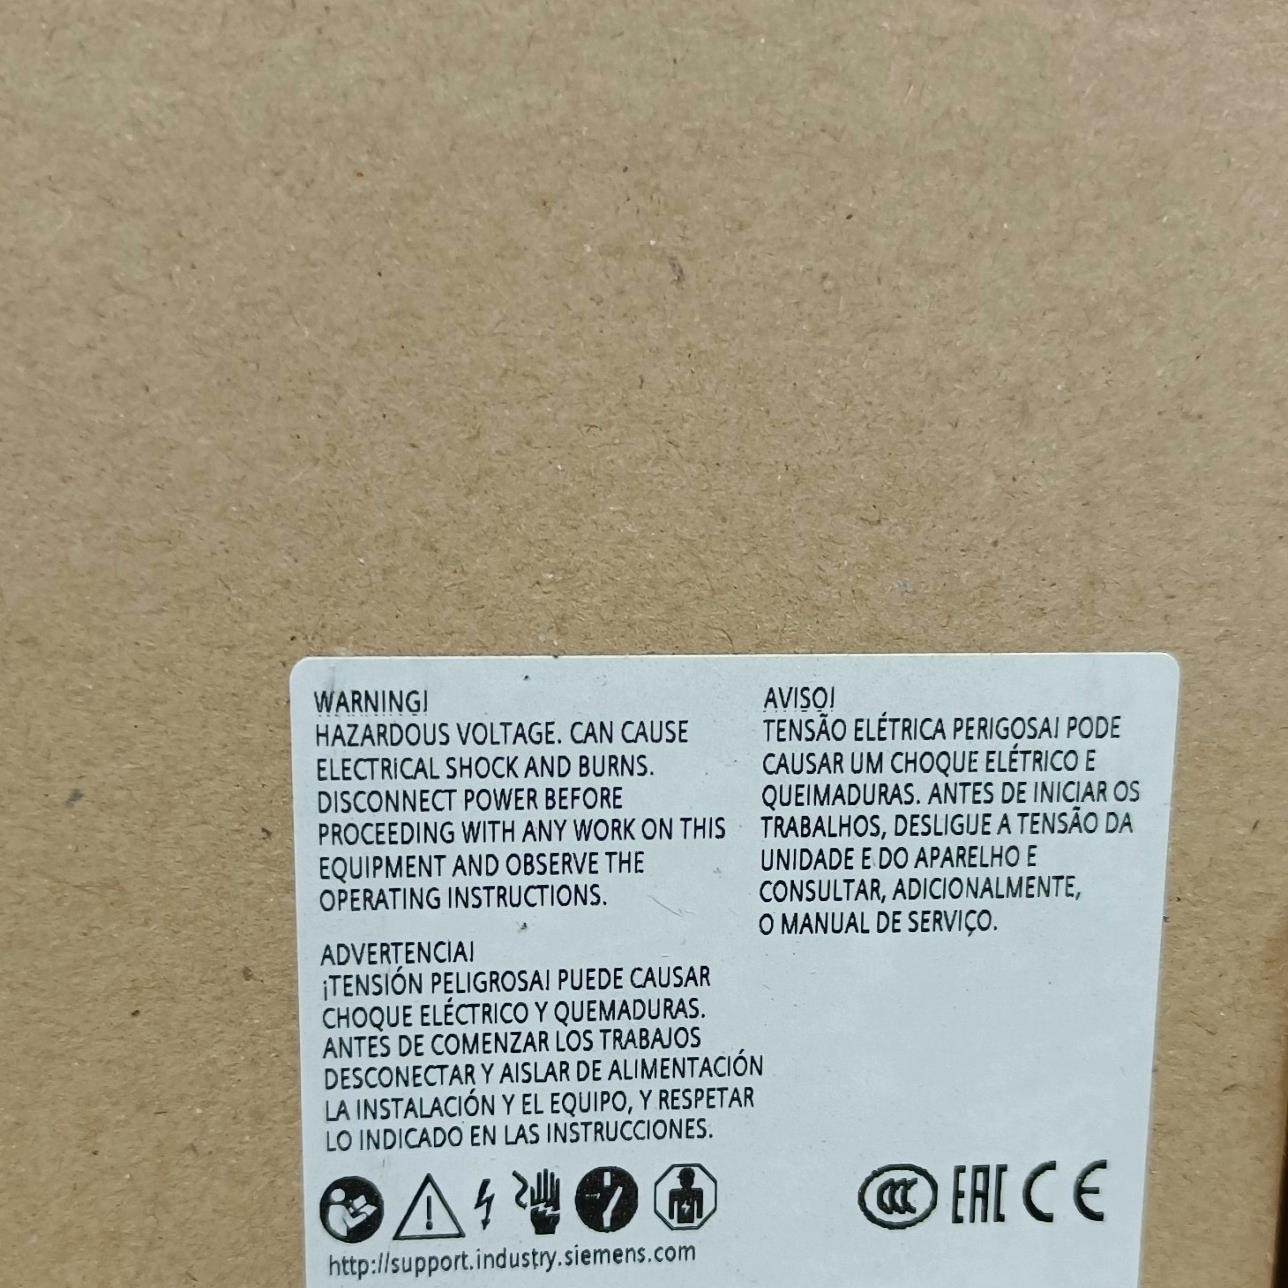 WARNING!
HAZARDOUS VOLTAGE. CAN CAUSE
ELECTRICAL SHOCK AND BURNS.
DISCONNECT POWER BEFORE
PROCEEDING WITH ANY WORK ON THIS
EQUIPMENT AND OBSERVE THE
OPERATING INSTRUCTIONS.
ADVERTENCIA!
¡TENSIÓN PELIGROSA! PUEDE CAUSAR
CHOQUE ELÉCTRICO Y QUEMADURAS.
ANTES DE COMENZAR LOS TRABAJOS
DESCONECTAR Y AISLAR DE ALIMENTACIÓN
LA INSTALACIÓN Y EL EQUIPO, Y RESPETAR
LO INDICADO EN LAS INSTRUCCIONES.
AVISO!
TENSÃO ELÉTRICA PERIGOSA! PODE
CAUSAR UM CHOQUE ELÉTRICO E
QUEIMADURAS. ANTES DE INICIAR OS
TRABALHOS, DESLIGUE A TENSÃO DA
UNIDADE E DO APARELHO E
CONSULTAR, ADICIONALMENTE,
O MANUAL DE SERVIÇO.
CCC EAC CE
http://support.industry.siemens.com